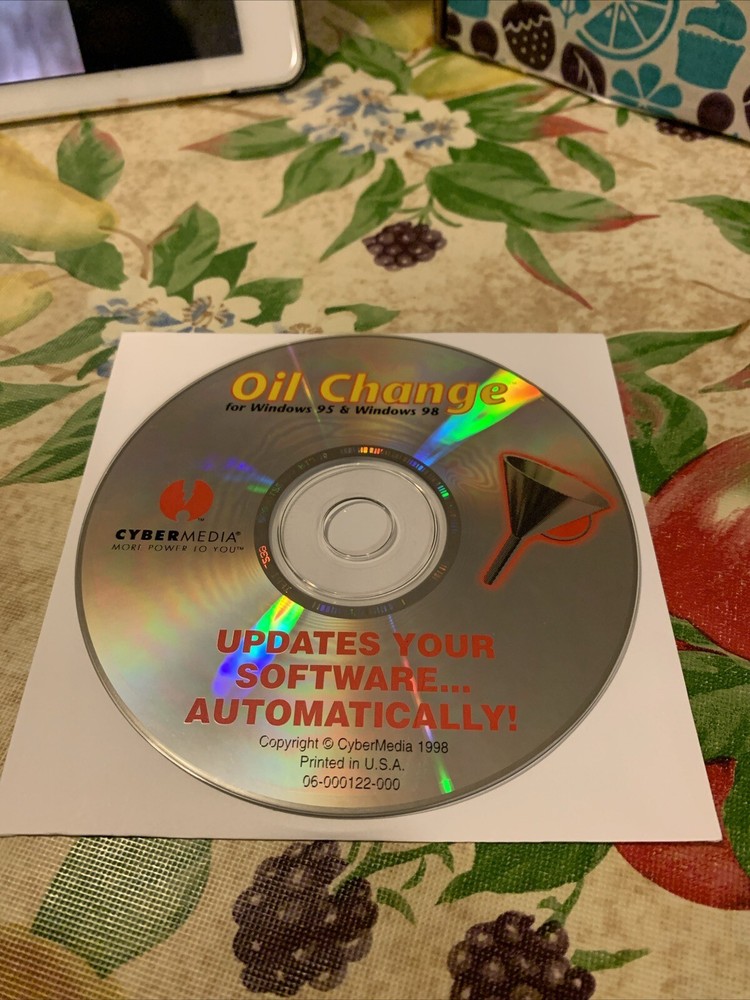 Oil Change
for Windows 95 & Windows 98
CYBERMEDIA®
MORE POWER TO YOU™
UPDATES YOUR
SOFTWARE...
AUTOMATICALLY!
Copyright © CyberMedia 1998
Printed in U.S.A.
06-000122-000